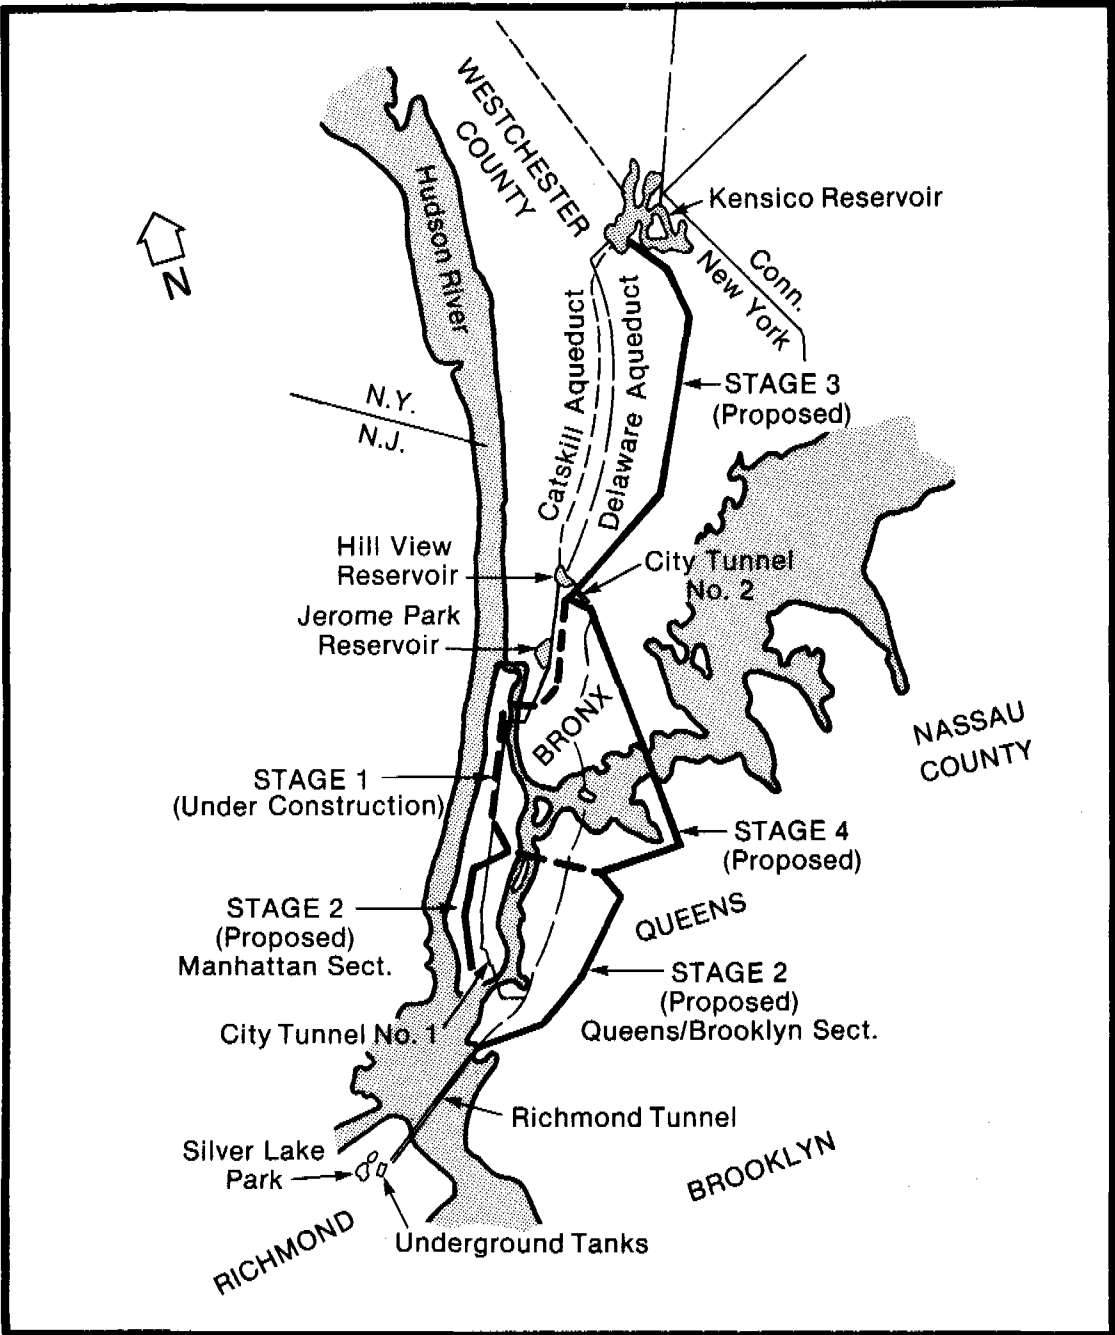 WESTCHESTER
COUNTY
Kensico Reservoir
Hudson River
N
Conn.
New York
Catskill Aqueduct
Delaware Aqueduct
STAGE 3
(Proposed)
N.Y.
N.J.
Hill View
Reservoir
City Tunnel
No. 2
Jerome Park
Reservoir
BRONX
NASSAU
COUNTY
STAGE 1
(Under Construction)
STAGE 4
(Proposed)
STAGE 2
(Proposed)
Manhattan Sect.
QUEENS
STAGE 2
(Proposed)
Queens/Brooklyn Sect.
City Tunnel No. 1
Richmond Tunnel
Silver Lake
Park
BROOKLYN
RICHMOND
Underground Tanks